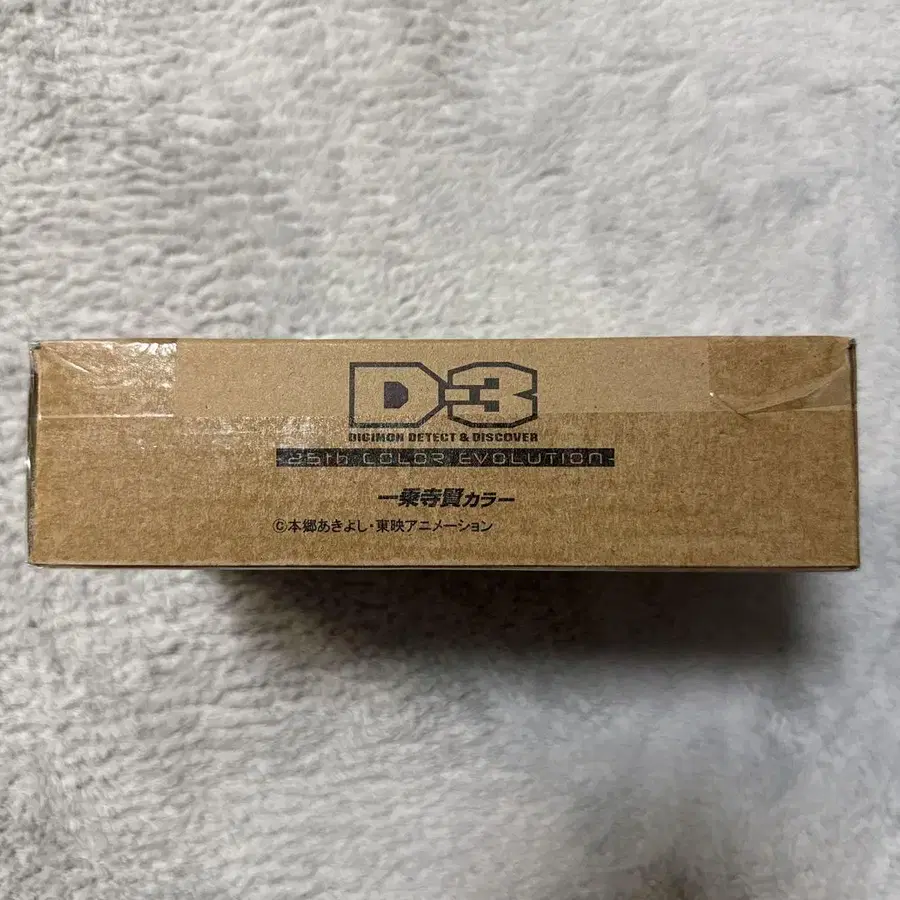 D-3
DIGIMON DETECT & DISCOVER
25th COLOR EVOLUTION
一乗寺賢カラー
©本郷あきよし・東映アニメーション